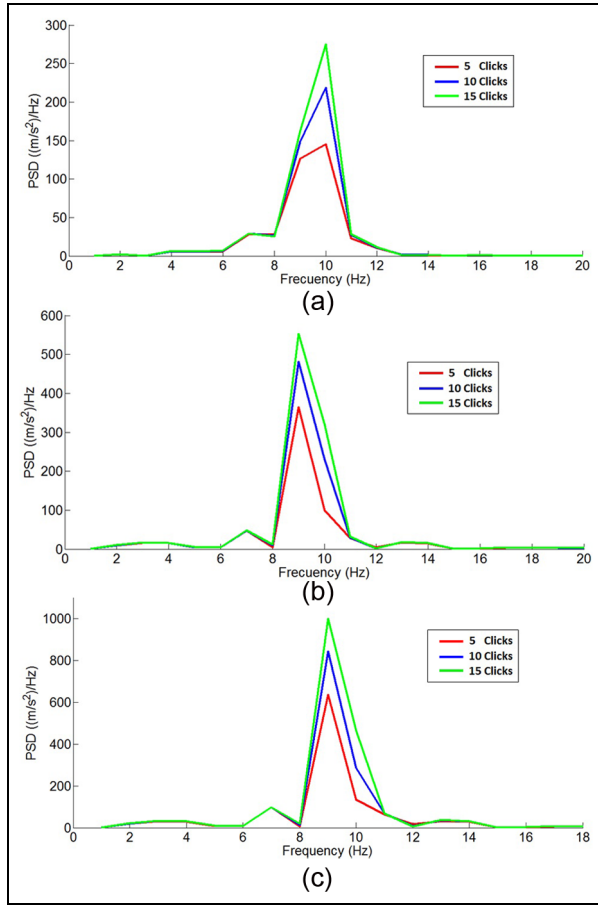 300
250
200
150
100
50
0
PSD ((m/s²)/Hz
5 Clicks
10 Clicks
15 Clicks
0 2 4 6 8 10 12 14 16 18 20
Frecuency (Hz)
(a)
600
500
400
300
200
100
0
PSD ((m/s²)/Hz
5 Clicks
10 Clicks
15 Clicks
0 2 4 6 8 10 12 14 16 18 20
Frecuency (Hz)
(b)
1000
800
600
400
200
0
PSD ((m/s²)/Hz)
5 Clicks
10 Clicks
15 Clicks
0 2 4 6 8 10 12 14 16 18
Frequency (Hz)
(c)